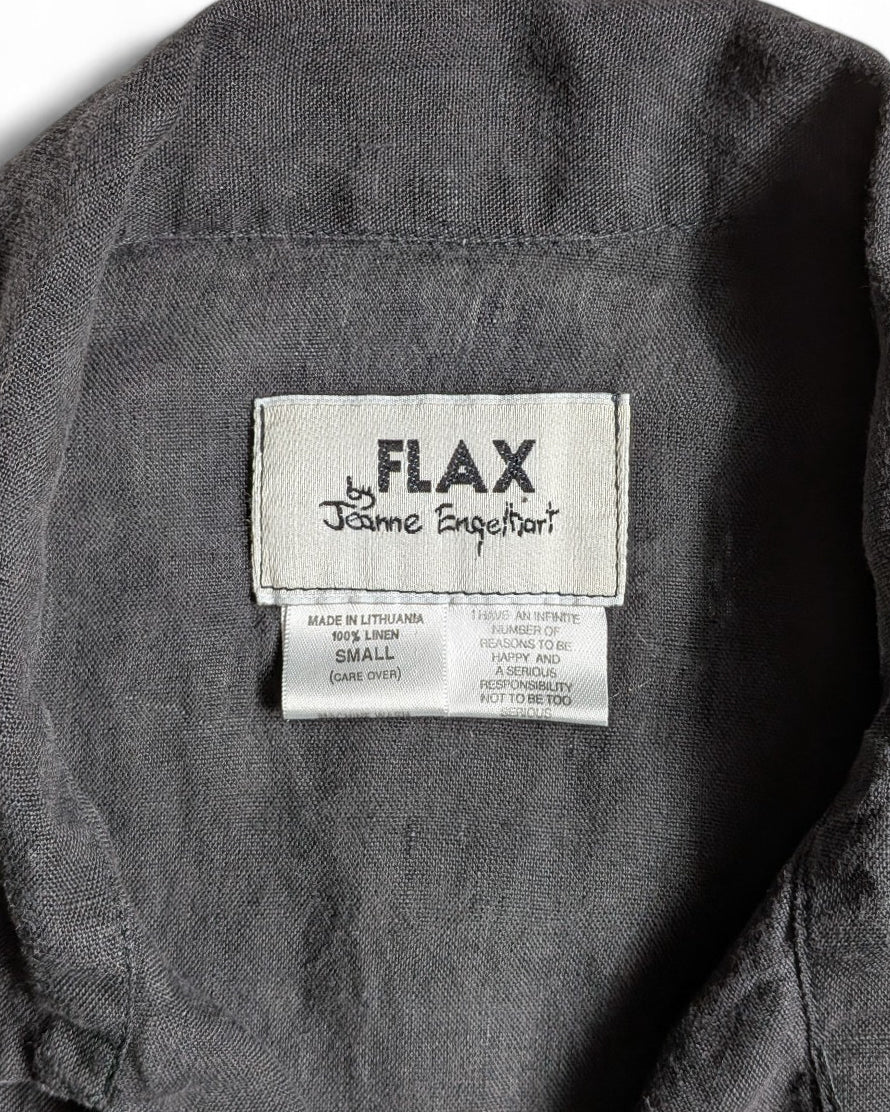 FLAX
by
Jeanne Engelhart
MADE IN LITHUANIA
100% LINEN
SMALL
(CARE OVER)
I HAVE AN INFINITE
NUMBER OF
REASONS TO BE
HAPPY AND
A SERIOUS
RESPONSIBILITY
NOT TO BE TOO
SERIOUS